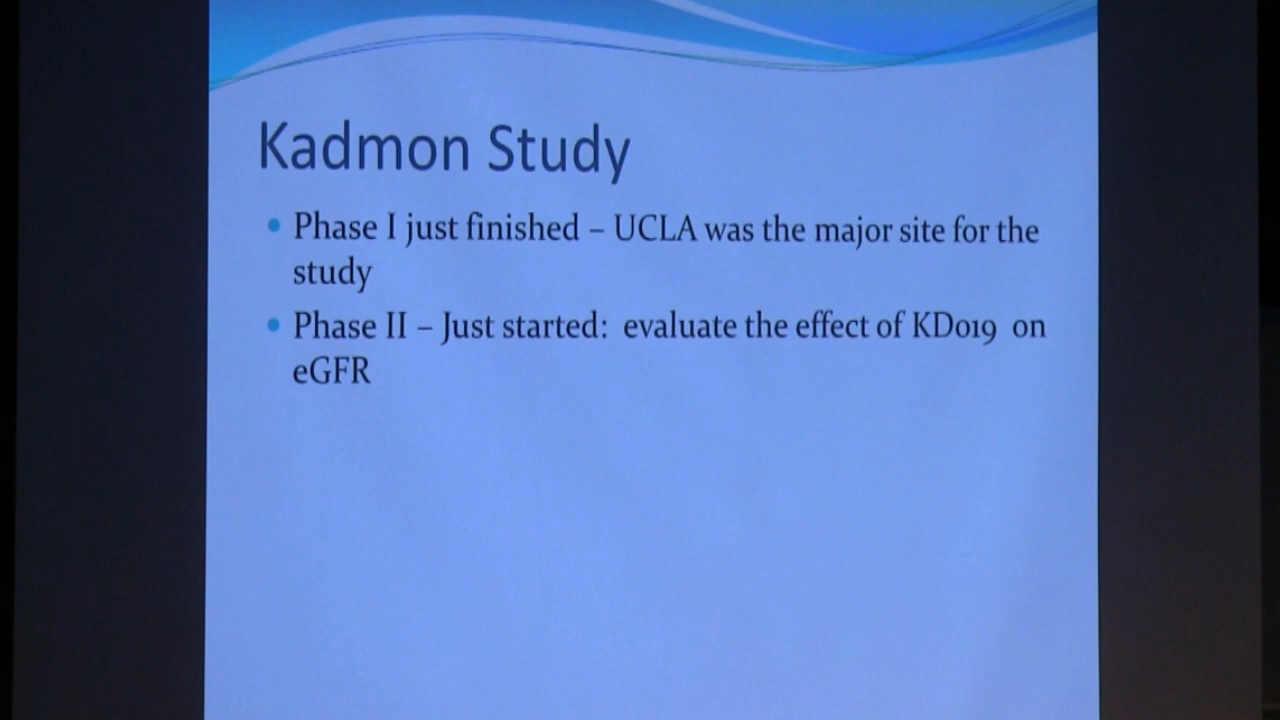 Kadmon Study
• Phase I just finished – UCLA was the major site for the
study
• Phase II – Just started: evaluate the effect of KD019 on
eGFR